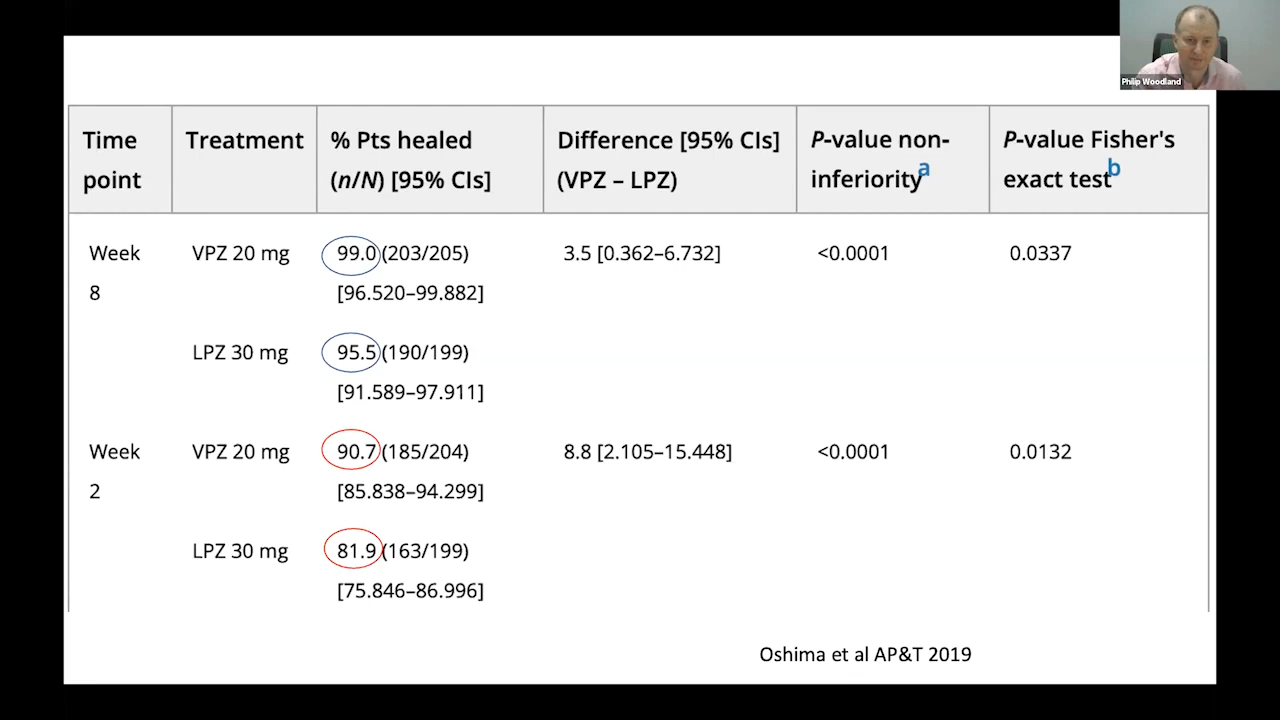 Philip Woodland
Time point
Treatment
% Pts healed
(n/N) [95% CIs]
Difference [95% CIs]
(VPZ – LPZ)
P-value non-
inferiority a
P-value Fisher's
exact test b
Week
8
VPZ 20 mg
99.0 (203/205)
[96.520–99.882]
3.5 [0.362–6.732]
<0.0001
0.0337
LPZ 30 mg
95.5 (190/199)
[91.589–97.911]
Week
2
VPZ 20 mg
90.7 (185/204)
[85.838–94.299]
8.8 [2.105–15.448]
<0.0001
0.0132
LPZ 30 mg
81.9 (163/199)
[75.846–86.996]
Oshima et al AP&T 2019